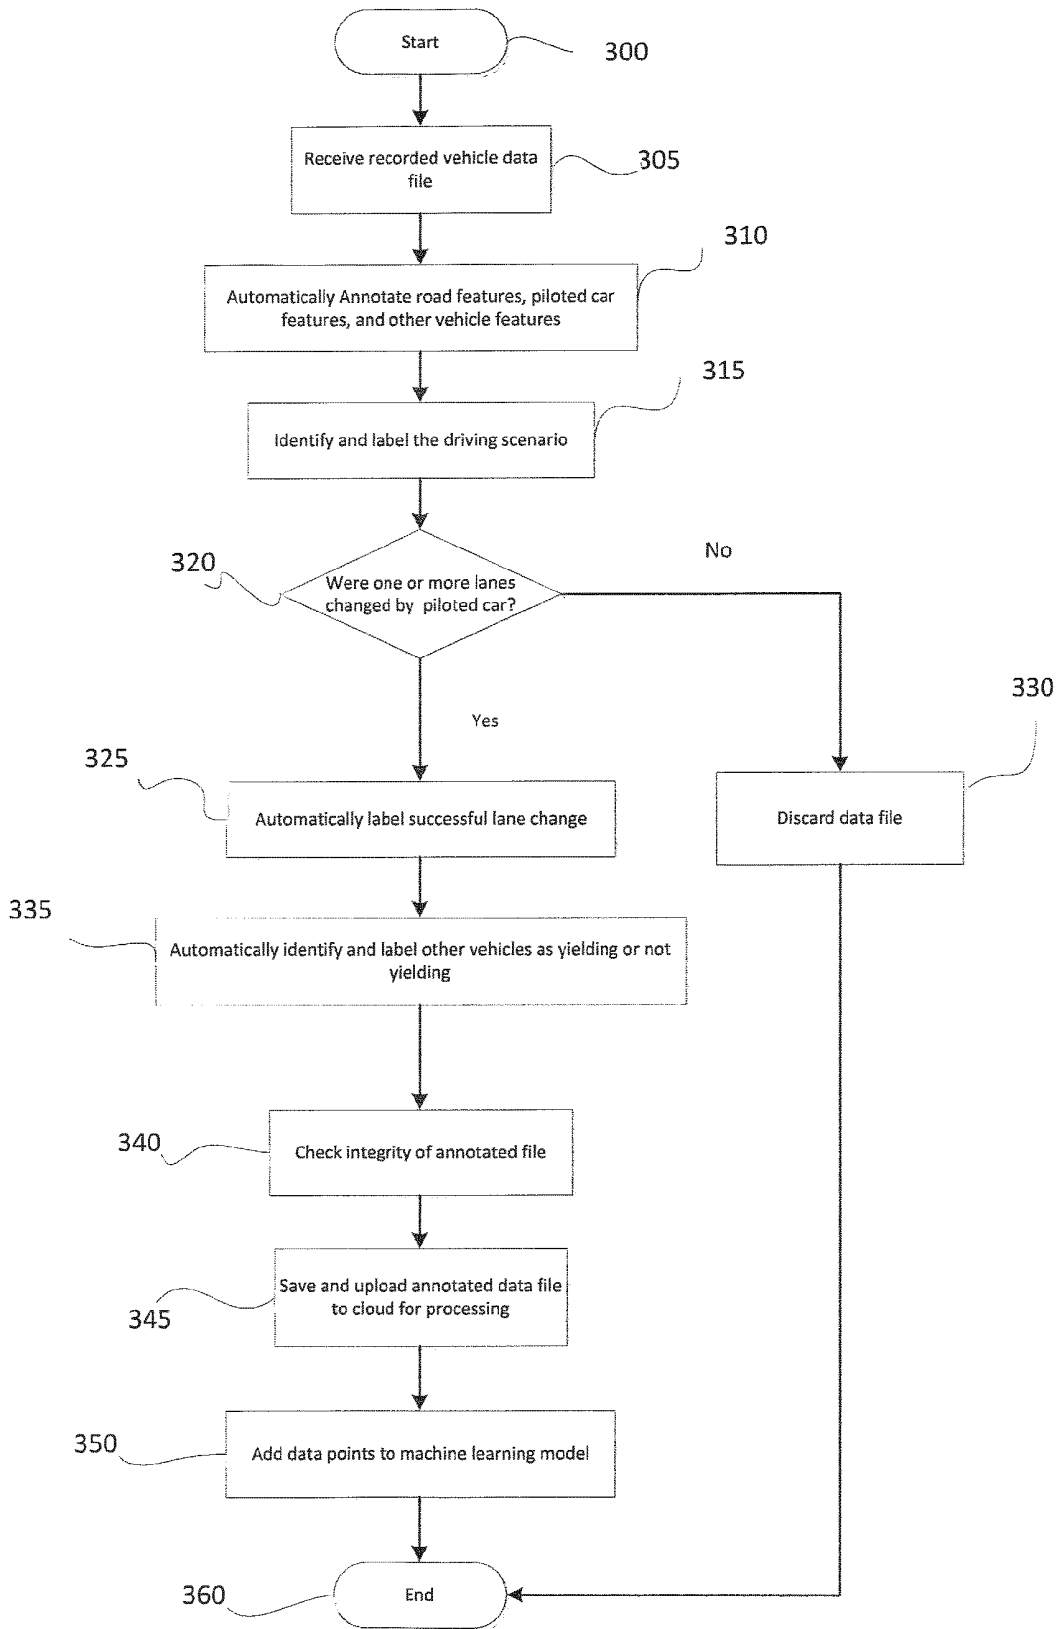 Start
300
Receive recorded vehicle data
file
305
310
Automatically Annotate road features, piloted car
features, and other vehicle features
315
Identify and label the driving scenario
320
Were one or more lanes
changed by piloted car?
No
Yes
330
325
Automatically label successful lane change
Discard data file
335
Automatically identify and label other vehicles as yielding or not
yielding
340
Check integrity of annotated file
345
Save and upload annotated data file
to cloud for processing
350
Add data points to machine learning model
360
End